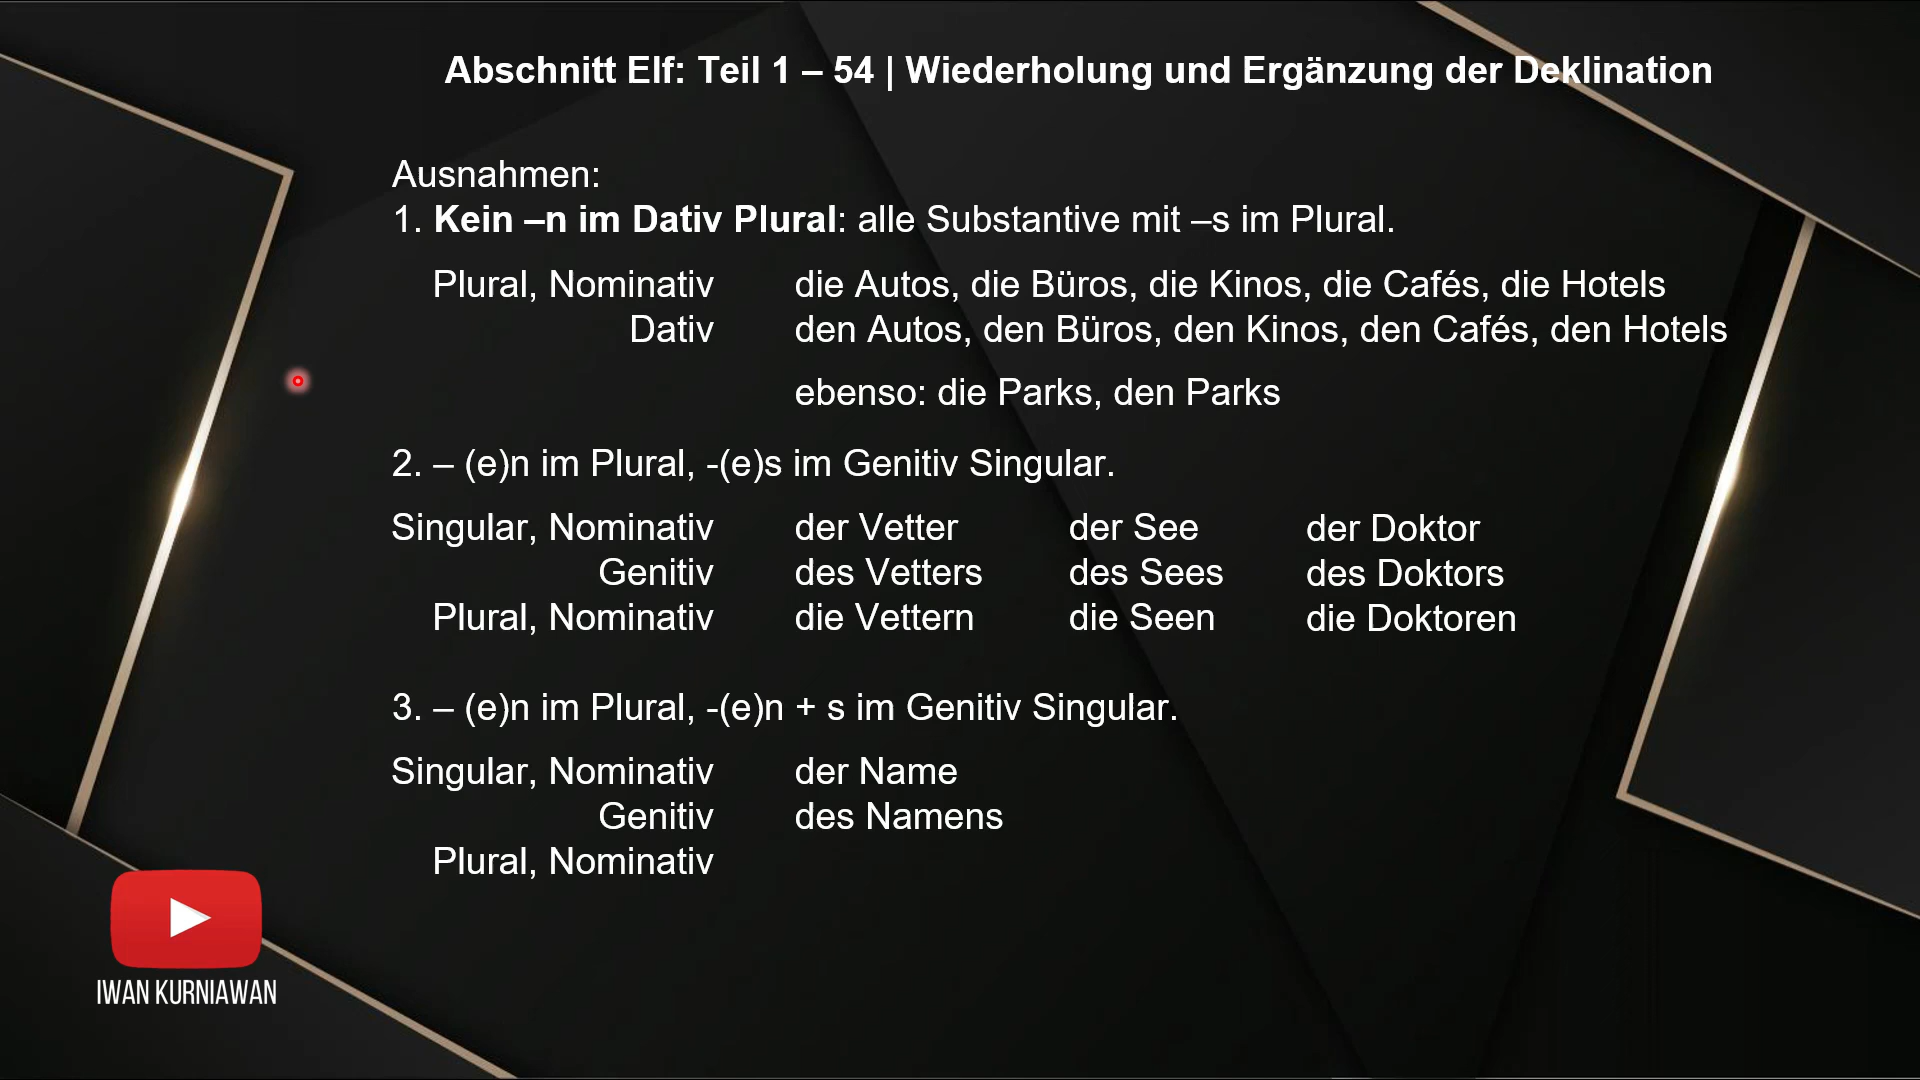 Abschnitt Elf: Teil 1 – 54 | Wiederholung und Ergänzung der Deklination
Ausnahmen:
1. Kein –n im Dativ Plural: alle Substantive mit –s im Plural.
Plural, Nominativ die Autos, die Büros, die Kinos, die Cafés, die Hotels
Dativ den Autos, den Büros, den Kinos, den Cafés, den Hotels
ebenso: die Parks, den Parks
2. – (e)n im Plural, -(e)s im Genitiv Singular.
Singular, Nominativ der Vetter der See der Doktor
Genitiv des Vetters des Sees des Doktors
Plural, Nominativ die Vettern die Seen die Doktoren
3. – (e)n im Plural, -(e)n + s im Genitiv Singular.
Singular, Nominativ der Name
Genitiv des Namens
Plural, Nominativ
IWAN KURNIAWAN